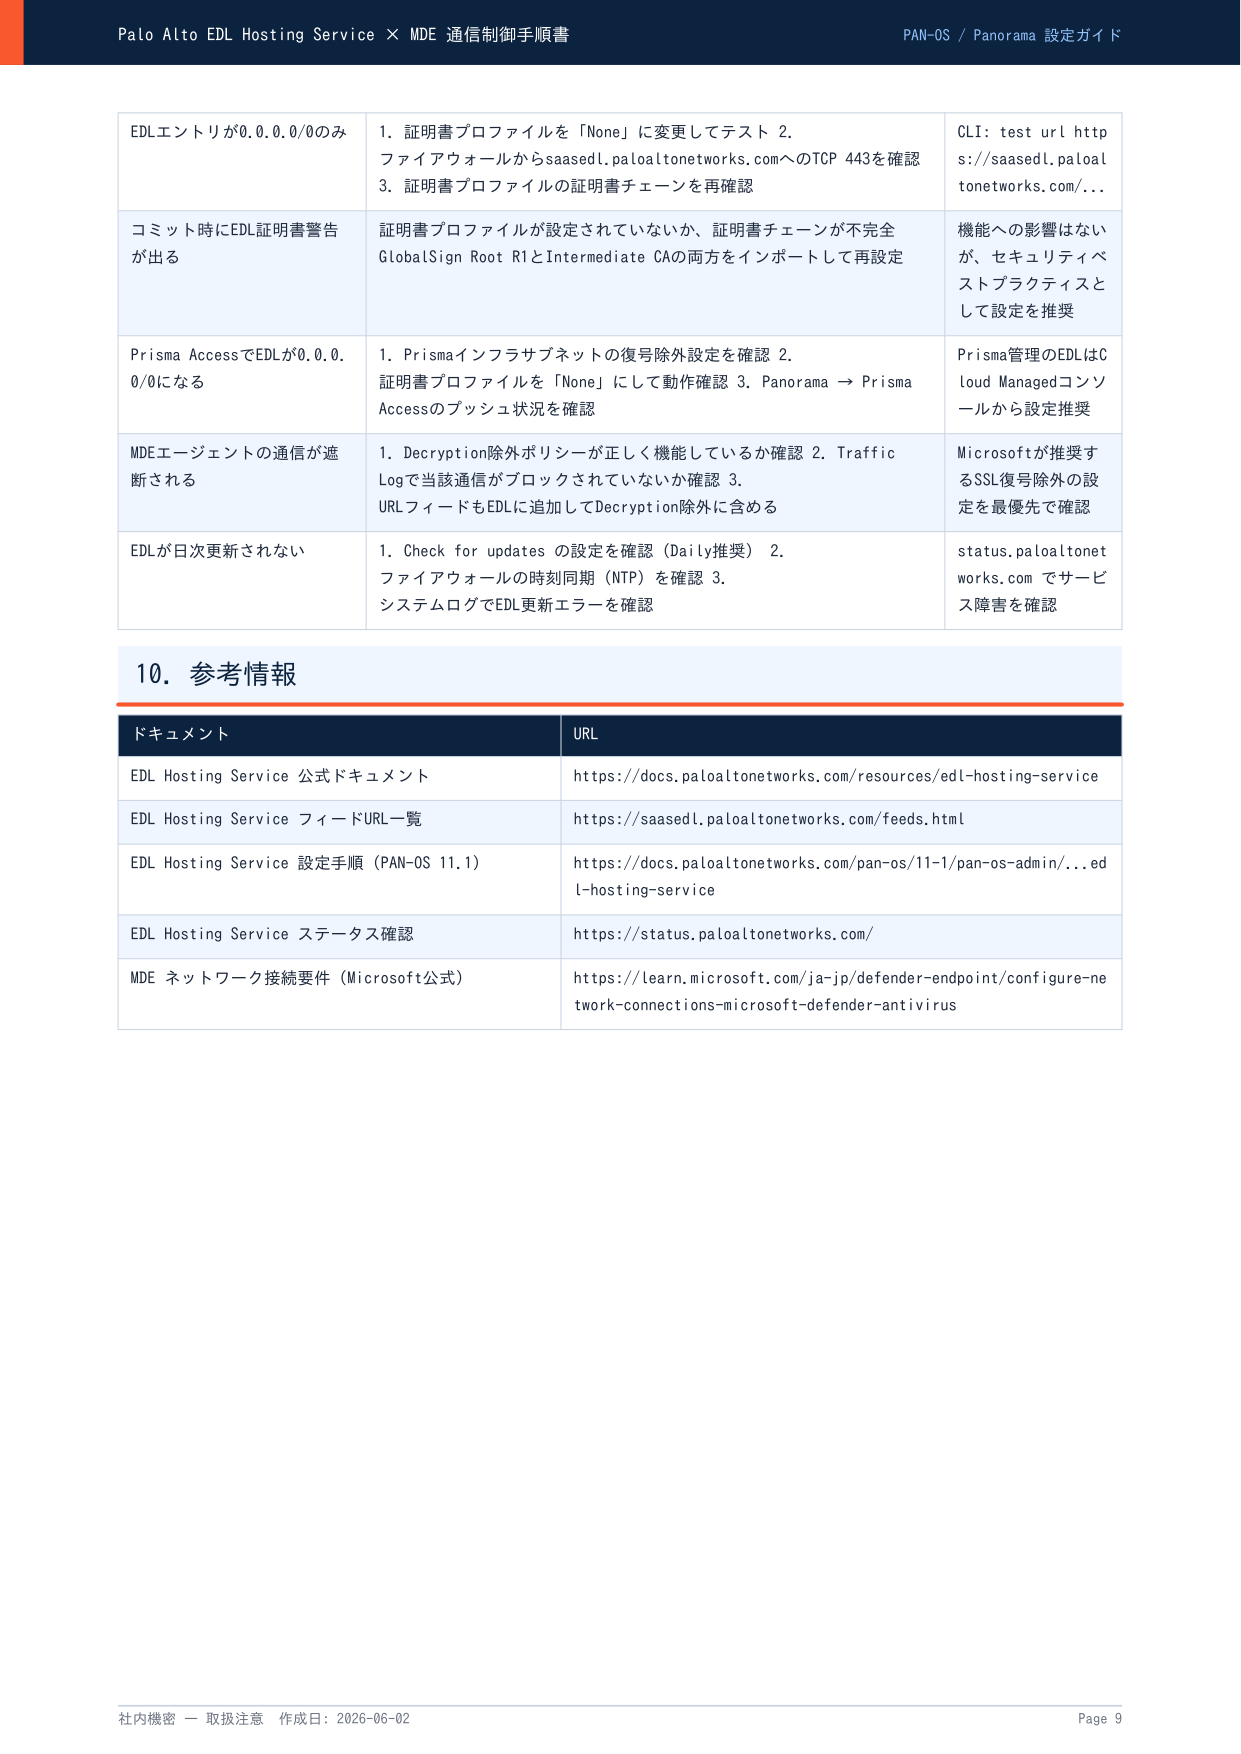 Palo Alto EDL Hosting Service × MDE 通信制御手順書
PAN-OS / Panorama 設定ガイド
EDLエントリが0.0.0.0/0のみ
1. 証明書プロファイルを「None」に変更してテスト 2.
ファイアウォールからsaasedl.paloaltonetworks.comへのTCP 443を確認
3. 証明書プロファイルの証明書チェーンを再確認
CLI: test url http
s://saasedl.paloal
tonetworks.com/...
コミット時にEDL証明書警告
が出る
証明書プロファイルが設定されていないか、証明書チェーンが不完全
GlobalSign Root R1とIntermediate CAの両方をインポートして再設定
機能への影響はない
が、セキュリティベ
ストプラクティスと
して設定を推奨
Prisma AccessでEDLが0.0.0.
0/0になる
1. Prismaインフラサブネットの復号除外設定を確認 2.
証明書プロファイルを「None」にして動作確認 3. Panorama → Prisma
Accessのプッシュ状況を確認
Prisma管理のEDLはC
loud Managedコンソ
ールから設定推奨
MDEエージェントの通信が遮
断される
1. Decryption除外ポリシーが正しく機能しているか確認 2. Traffic
Logで当該通信がブロックされていないか確認 3.
URLフィードもEDLに追加してDecryption除外に含める
Microsoftが推奨す
るSSL復号除外の設
定を最優先で確認
EDLが日次更新されない
1. Check for updates の設定を確認（Daily推奨） 2.
ファイアウォールの時刻同期（NTP）を確認 3.
システムログでEDL更新エラーを確認
status.paloaltonet
works.com でサービ
ス障害を確認
10. 参考情報
ドキュメント
URL
EDL Hosting Service 公式ドキュメント
https://docs.paloaltonetworks.com/resources/edl-hosting-service
EDL Hosting Service フィードURL一覧
https://saasedl.paloaltonetworks.com/feeds.html
EDL Hosting Service 設定手順（PAN-OS 11.1）
https://docs.paloaltonetworks.com/pan-os/11-1/pan-os-admin/...ed
l-hosting-service
EDL Hosting Service ステータス確認
https://status.paloaltonetworks.com/
MDE ネットワーク接続要件（Microsoft公式）
https://learn.microsoft.com/ja-jp/defender-endpoint/configure-ne
twork-connections-microsoft-defender-antivirus
社内機密 — 取扱注意 作成日: 2026-06-02
Page 9